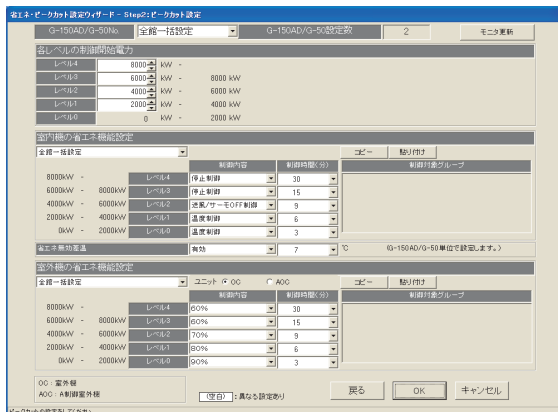 省エネ・ピークカット設定ウィザード - Step2:ピークカット設定
G-150AD/G-50No. 全館一括設定 G-150AD/G-50設定数 2 モニタ更新
各レベルの制御開始電力
レベル4 8000 kW -
レベル3 6000 kW - 8000 kW
レベル2 4000 kW - 6000 kW
レベル1 2000 kW - 4000 kW
レベル0 0 kW - 2000 kW
室内機の省エネ機能設定
全館一括設定 コピー 貼り付け
制御内容 制御時間(分) 制御対象グループ
8000kW - レベル4 停止制御 30
6000kW - 8000kW レベル3 停止制御 15
4000kW - 6000kW レベル2 送風/サーモOFF制御 9
2000kW - 4000kW レベル1 温度制御 6
0kW - 2000kW レベル0 温度制御 3
省エネ無効差温 有効 7 ℃ (G-150AD/G-50単位で設定します。)
室外機の省エネ機能設定
全館一括設定 ユニット OC AOC コピー 貼り付け
制御内容 制御時間(分) 制御対象グループ
8000kW - レベル4 60% 30
6000kW - 8000kW レベル3 60% 15
4000kW - 6000kW レベル2 70% 9
2000kW - 4000kW レベル1 80% 6
0kW - 2000kW レベル0 90% 3
OC:室外機
AOC:A制御室外機
(空白) :異なる設定あり 戻る OK キャンセル